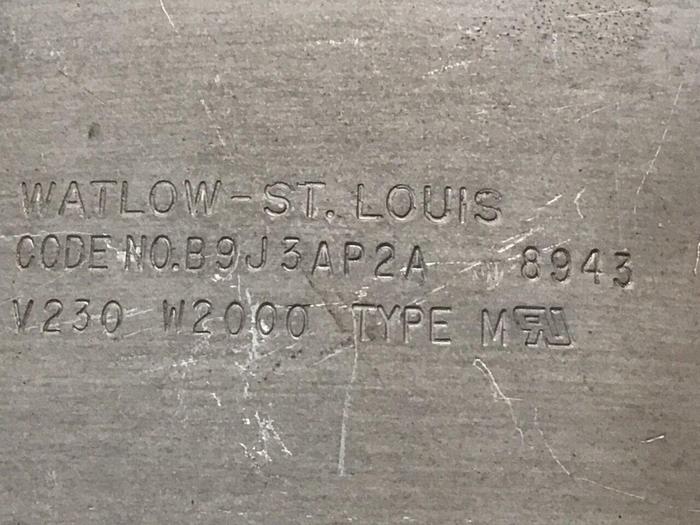 WATLOW-ST. LOUIS
CODE NO.B9J3AP2A 8943
V230 W2000 TYPE M